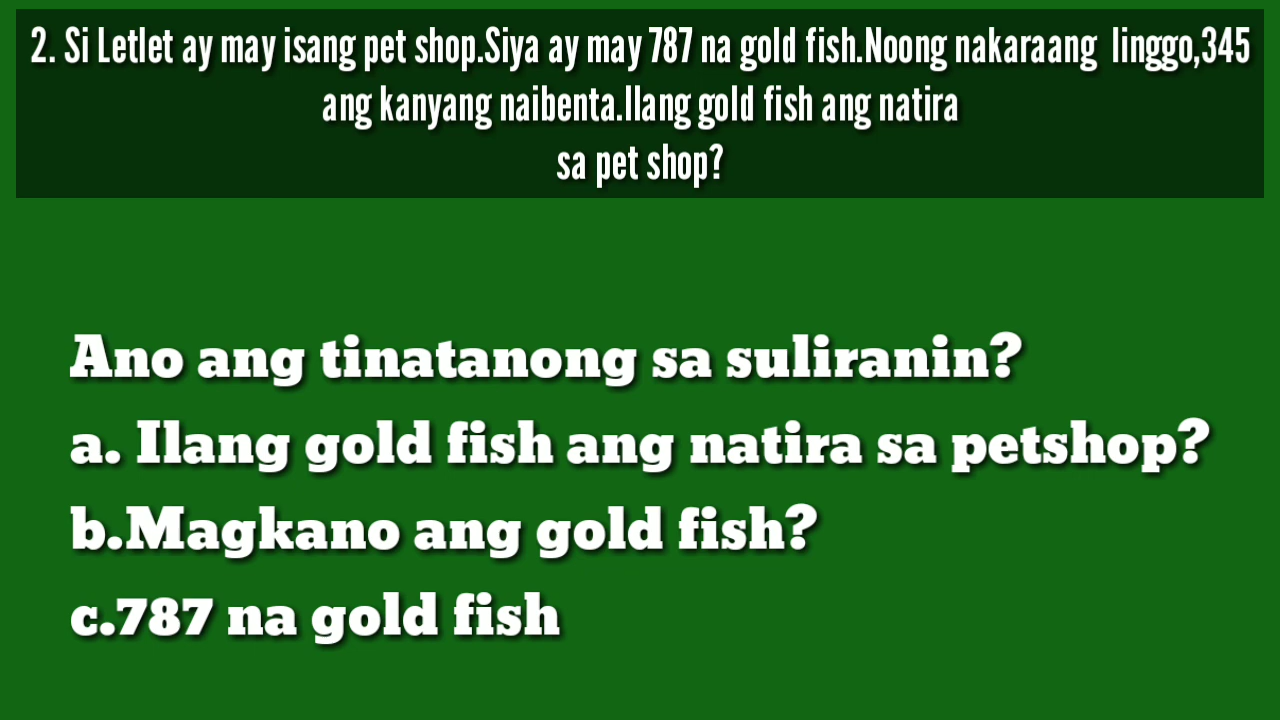 2. Si Letlet ay may isang pet shop.Siya ay may 787 na gold fish.Noong nakaraang  linggo,345
ang kanyang naibenta.Ilang gold fish ang natira
sa pet shop?
Ano ang tinatanong sa suliranin?
a. Ilang gold fish ang natira sa petshop?
b.Magkano ang gold fish?
c.787 na gold fish